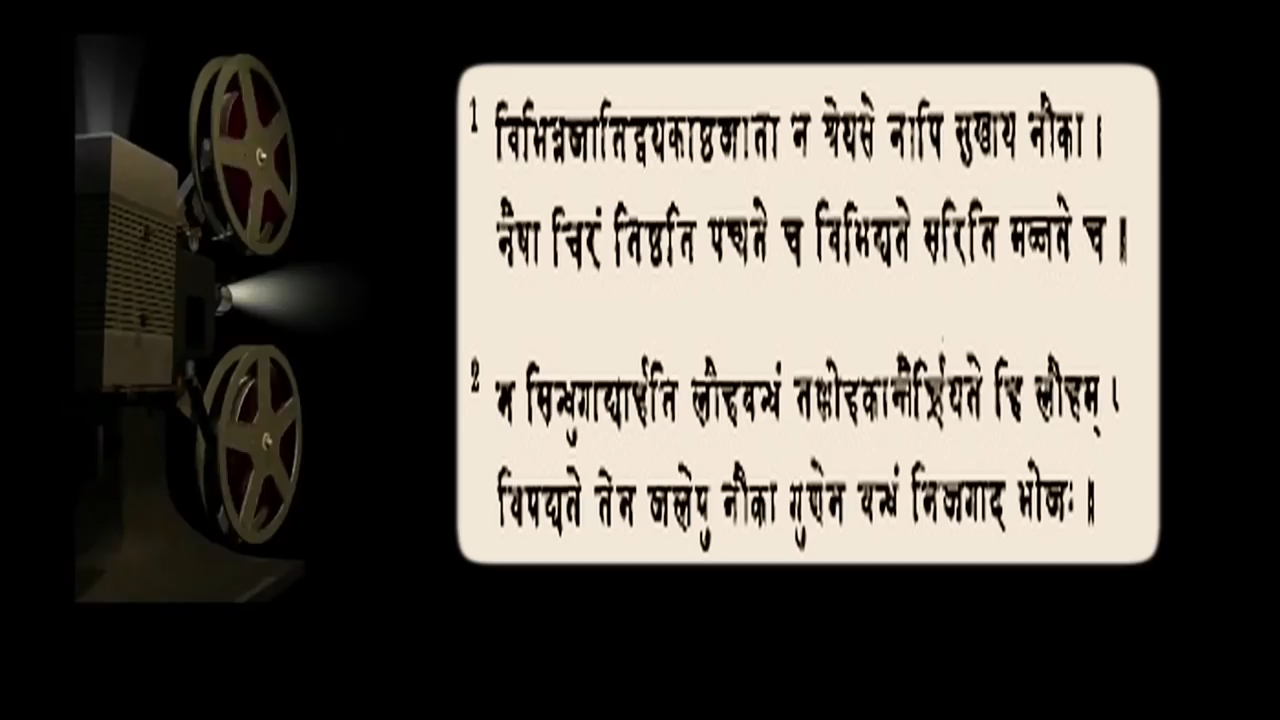 1 विभिन्नजातिद्वयकाष्ठजाता न श्रेयसे नापि सुखाय नौका ।
नैषा चिरं तिष्ठति पच्यते च विभिद्यते सरिति मज्जते च ॥
2 न सिन्धुगाद्यार्हति लौहबन्धं तल्लोहकान्तैर्ह्रियते हि लौहम् ।
विपद्यते तेन जलेषु नौका गुणेन बन्धं निजगाद भोजः ॥